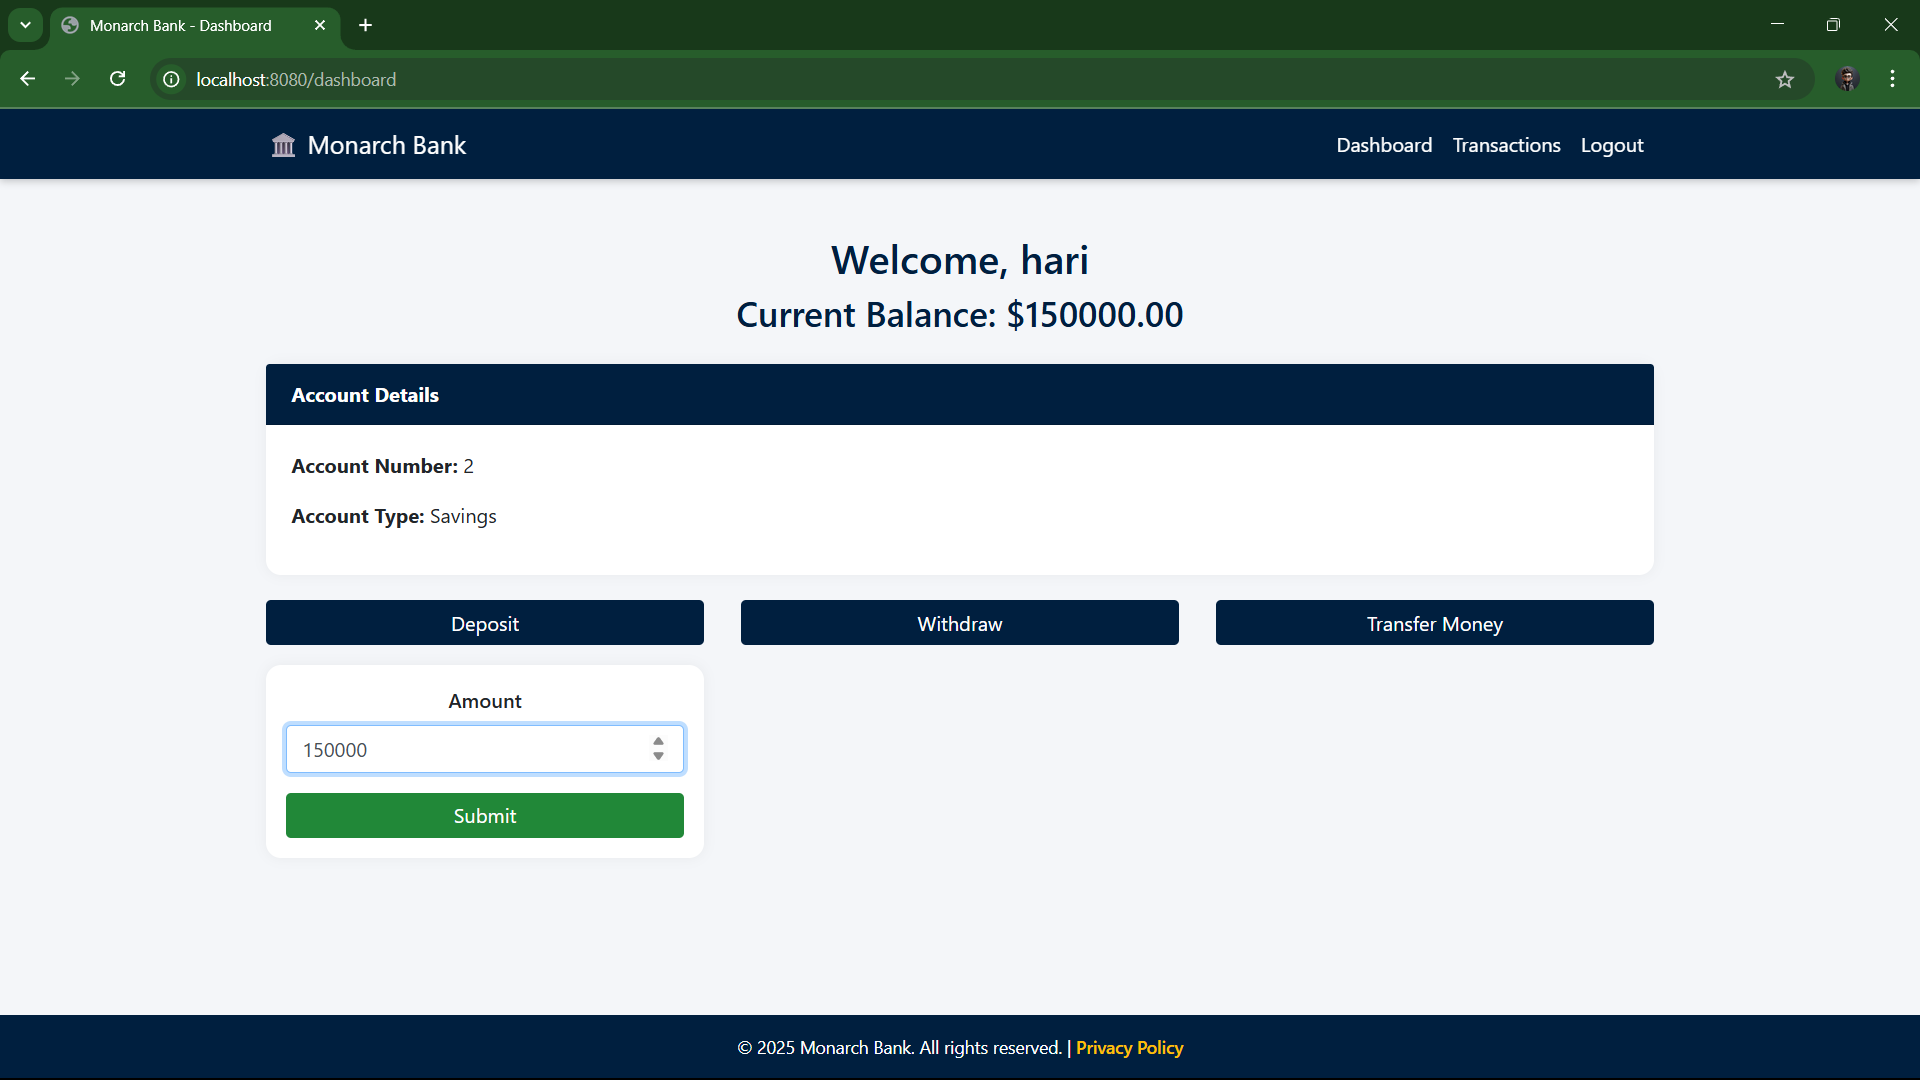 Monarch Bank - Dashboard
localhost:8080/dashboard
Monarch Bank
Dashboard Transactions Logout
Welcome, hari
Current Balance: $150000.00
Account Details
Account Number: 2
Account Type: Savings
Deposit
Withdraw
Transfer Money
Amount
150000
Submit
© 2025 Monarch Bank. All rights reserved. | Privacy Policy